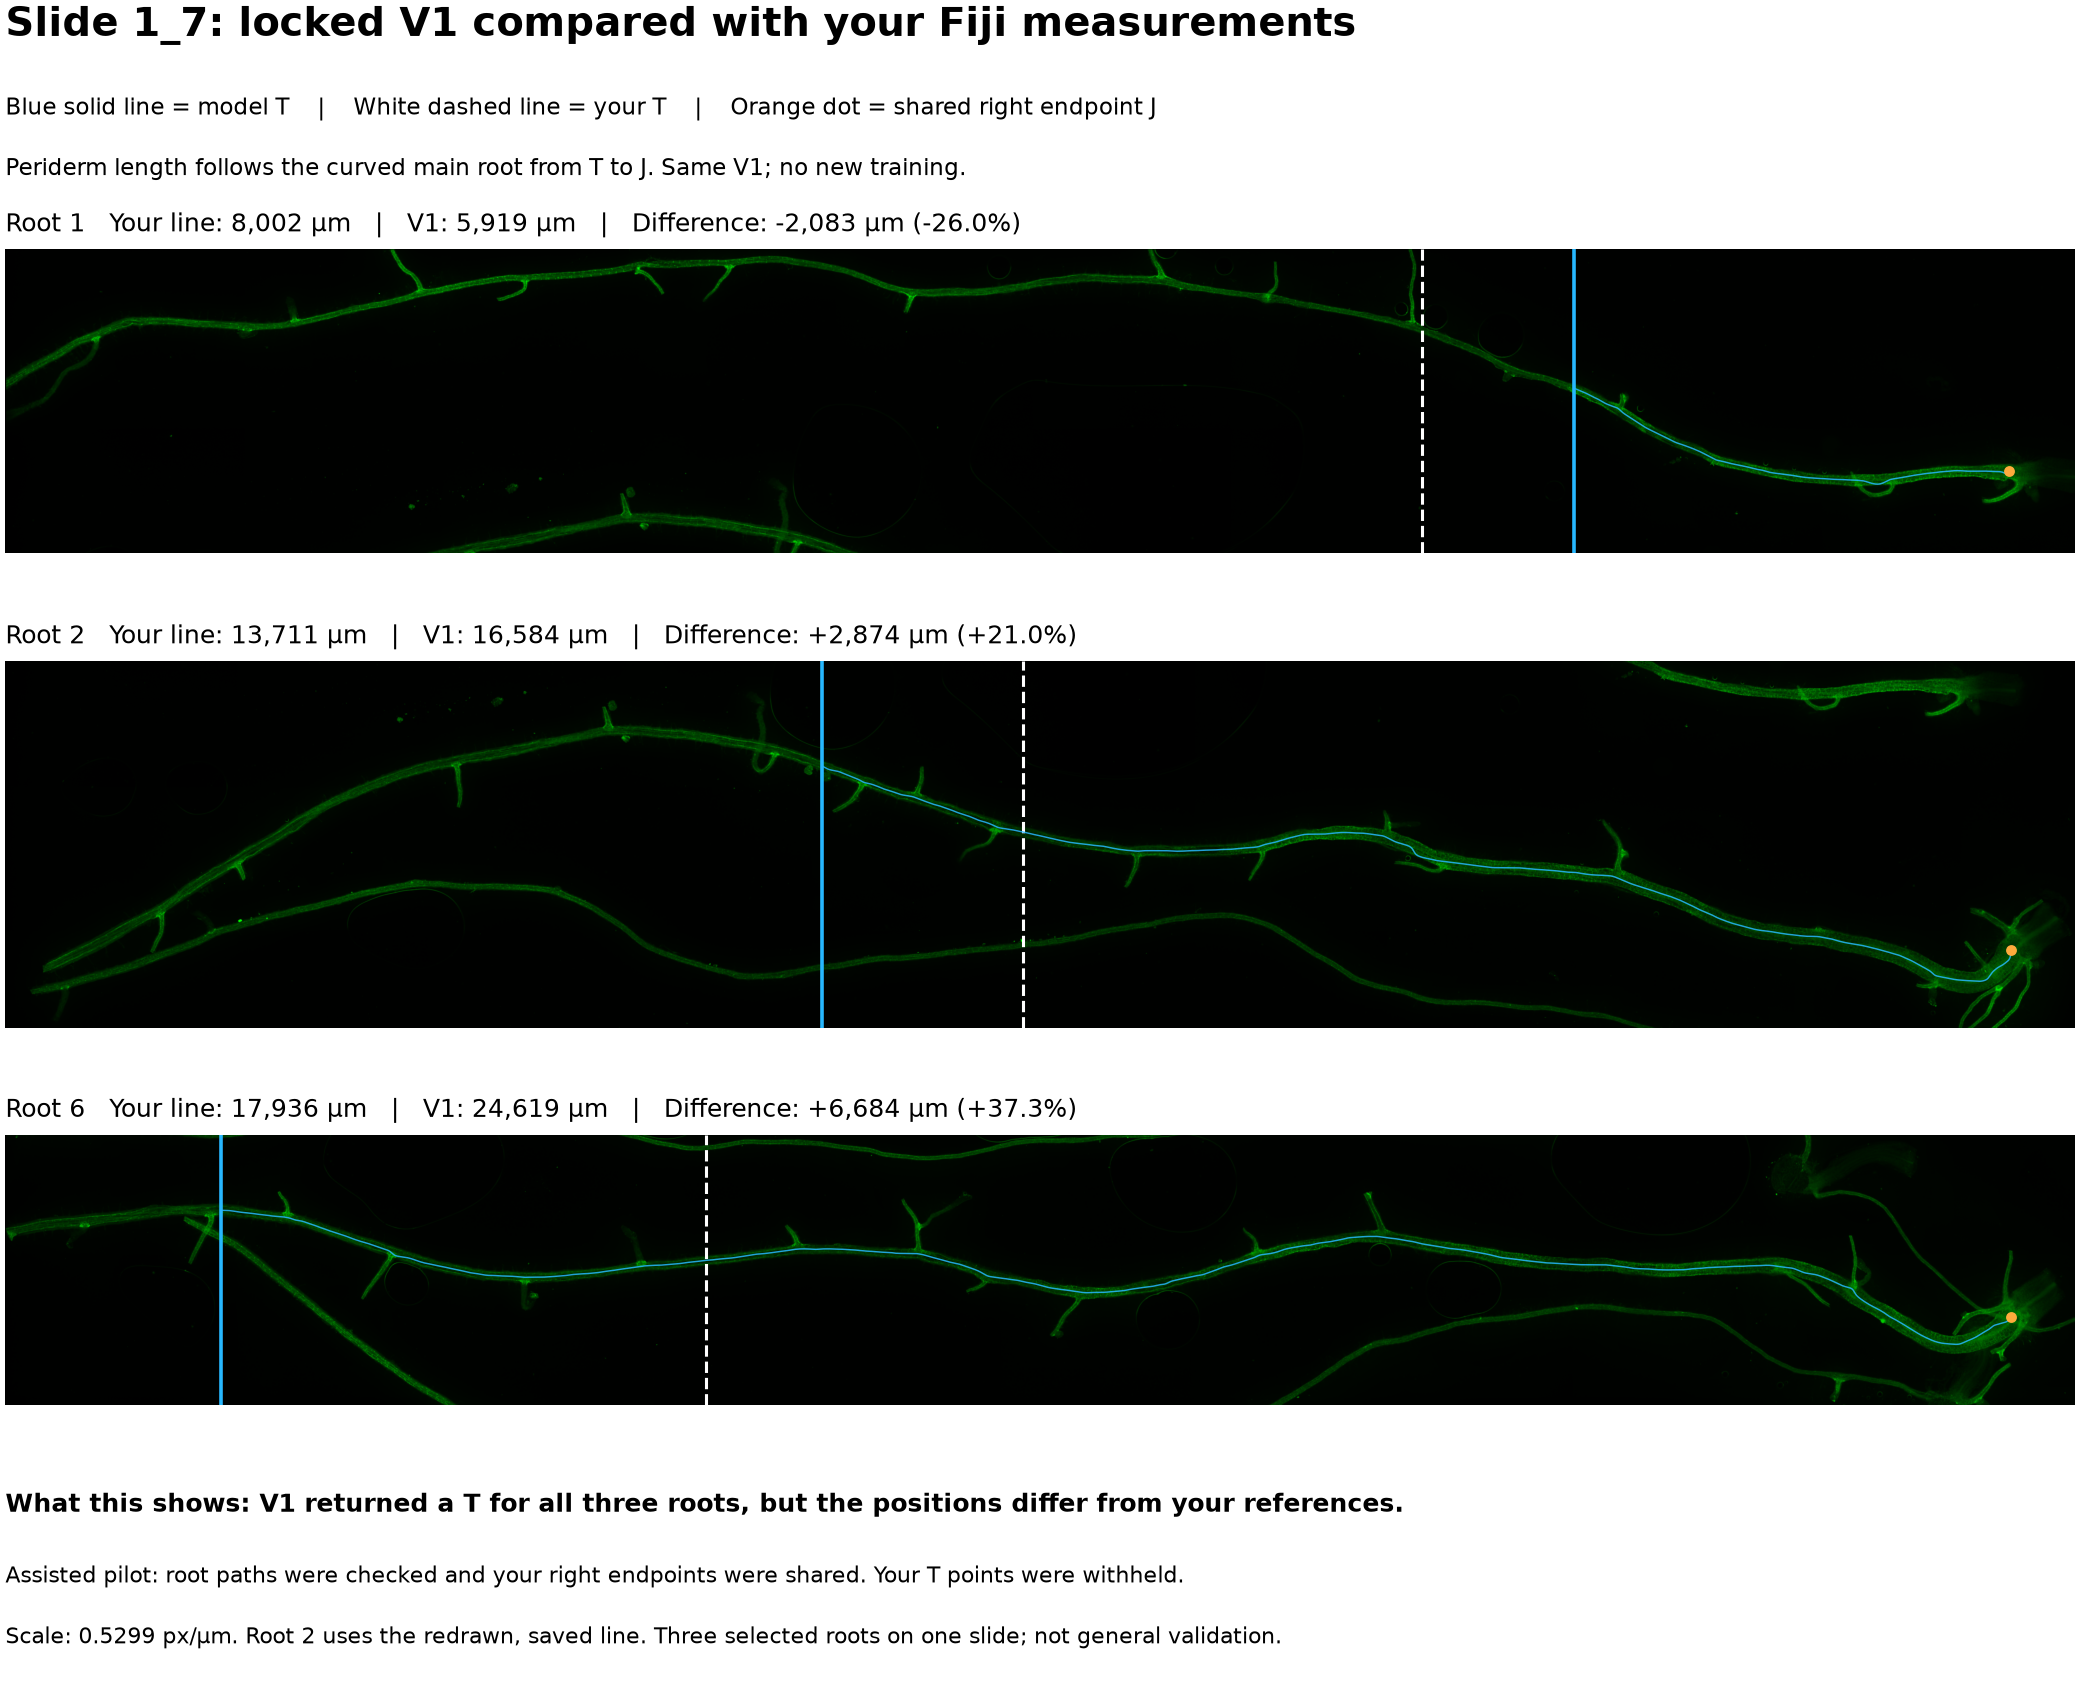 Slide 1_7: locked V1 compared with your Fiji measurements
Blue solid line = model T | White dashed line = your T | Orange dot = shared right endpoint J
Periderm length follows the curved main root from T to J. Same V1; no new training.
Root 1 Your line: 8,002 µm | V1: 5,919 µm | Difference: -2,083 µm (-26.0%)
Root 2 Your line: 13,711 µm | V1: 16,584 µm | Difference: +2,874 µm (+21.0%)
Root 6 Your line: 17,936 µm | V1: 24,619 µm | Difference: +6,684 µm (+37.3%)
What this shows: V1 returned a T for all three roots, but the positions differ from your references.
Assisted pilot: root paths were checked and your right endpoints were shared. Your T points were withheld.
Scale: 0.5299 px/µm. Root 2 uses the redrawn, saved line. Three selected roots on one slide; not general validation.